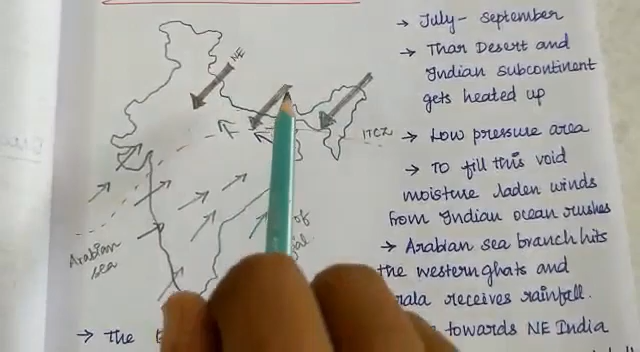 NE
ITCZ
of
Arabian
sea
→ The
→ July - september
→ Thar Desert and
Indian subcontinent
gets heated up
→ Low pressure area
→ To fill this void
moisture laden winds
from Indian ocean rushes
→ Arabian sea branch hits
the western ghats and
receives rainfall.
towards NE India